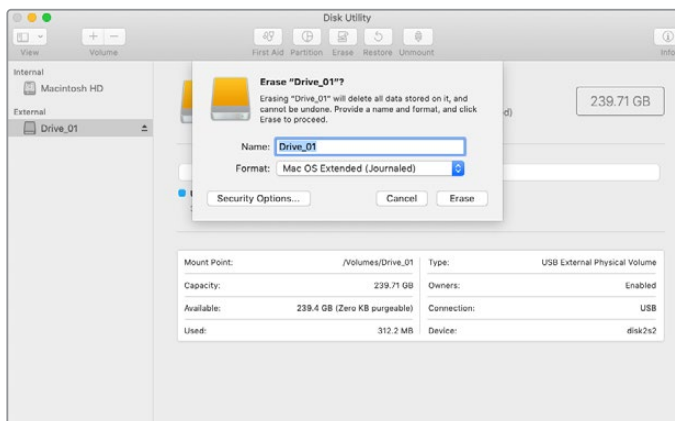 Disk Utility
View
Volume
First Aid Partition Erase Restore Unmount
Info
Internal
Macintosh HD
External
Drive_01
Erase "Drive_01"?
Erasing "Drive_01" will delete all data stored on it, and
cannot be undone. Provide a name and format, and click
Erase to proceed.
Name: Drive_01
Format: Mac OS Extended (Journaled)
Security Options... Cancel Erase
239.71 GB
Mount Point: /Volumes/Drive_01
Capacity: 239.71 GB
Available: 239.4 GB (Zero KB purgeable)
Used: 312.2 MB
Type: USB External Physical Volume
Owners: Enabled
Connection: USB
Device: disk2s2